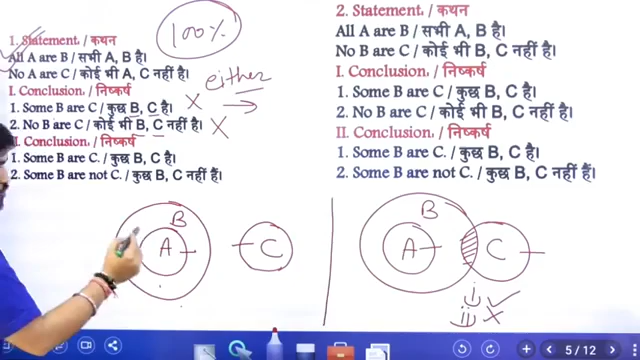 1. Statement / कथन
All A are B / सभी A, B है।
No A are C / कोई भी A, C नहीं है।
I. Conclusion / निष्कर्ष
1. Some B are C / कुछ B, C है।
2. No B are C / कोई भी B, C नहीं है।
II. Conclusion / निष्कर्ष
1. Some B are C. / कुछ B, C है।
2. Some B are not C. / कुछ B, C नहीं है।
100%
either
X
X
B
A
C
2. Statement / कथन
All A are B / सभी A, B है।
No B are C / कोई भी B, C नहीं है।
I. Conclusion / निष्कर्ष
1. Some B are C / कुछ B, C है।
2. No B are C / कोई भी B, C नहीं है।
II. Conclusion / निष्कर्ष
1. Some B are C. / कुछ B, C है।
2. Some B are not C. / कुछ B, C नहीं हैं।
B
A
C
i)
ii) X
5 / 12